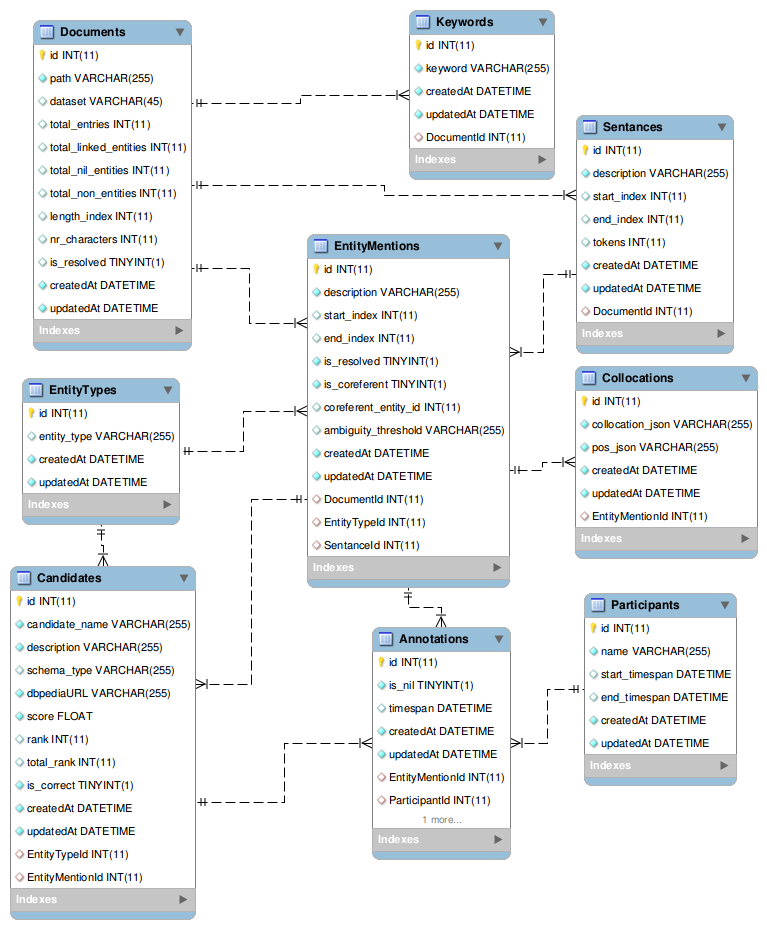 Documents
id INT(11)
path VARCHAR(255)
dataset VARCHAR(45)
total_entries INT(11)
total_linked_entities INT(11)
total_nil_entities INT(11)
total_non_entities INT(11)
length_index INT(11)
nr_characters INT(11)
is_resolved TINYINT(1)
createdAt DATETIME
updatedAt DATETIME
Indexes
Keywords
id INT(11)
keyword VARCHAR(255)
createdAt DATETIME
updatedAt DATETIME
DocumentId INT(11)
Indexes
Sentances
id INT(11)
description VARCHAR(255)
start_index INT(11)
end_index INT(11)
tokens INT(11)
createdAt DATETIME
updatedAt DATETIME
DocumentId INT(11)
Indexes
EntityMentions
id INT(11)
description VARCHAR(255)
start_index INT(11)
end_index INT(11)
is_resolved TINYINT(1)
is_coreferent TINYINT(1)
coreferent_entity_id INT(11)
ambiguity_threshold VARCHAR(255)
createdAt DATETIME
updatedAt DATETIME
DocumentId INT(11)
EntityTypeId INT(11)
SentanceId INT(11)
Indexes
EntityTypes
id INT(11)
entity_type VARCHAR(255)
createdAt DATETIME
updatedAt DATETIME
Indexes
Collocations
id INT(11)
collocation_json VARCHAR(255)
pos_json VARCHAR(255)
createdAt DATETIME
updatedAt DATETIME
EntityMentionId INT(11)
Indexes
Candidates
id INT(11)
candidate_name VARCHAR(255)
description VARCHAR(255)
schema_type VARCHAR(255)
dbpediaURL VARCHAR(255)
score FLOAT
rank INT(11)
total_rank INT(11)
is_correct TINYINT(1)
createdAt DATETIME
updatedAt DATETIME
EntityTypeId INT(11)
EntityMentionId INT(11)
Indexes
Annotations
id INT(11)
is_nil TINYINT(1)
timespan DATETIME
createdAt DATETIME
updatedAt DATETIME
EntityMentionId INT(11)
ParticipantId INT(11)
1 more...
Indexes
Participants
id INT(11)
name VARCHAR(255)
start_timespan DATETIME
end_timespan DATETIME
createdAt DATETIME
updatedAt DATETIME
Indexes